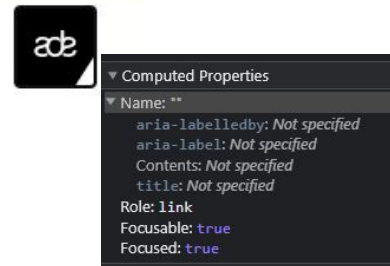 ade
Computed Properties
Name: ""
aria-labelledby: Not specified
aria-label: Not specified
Contents: Not specified
title: Not specified
Role: link
Focusable: true
Focused: true